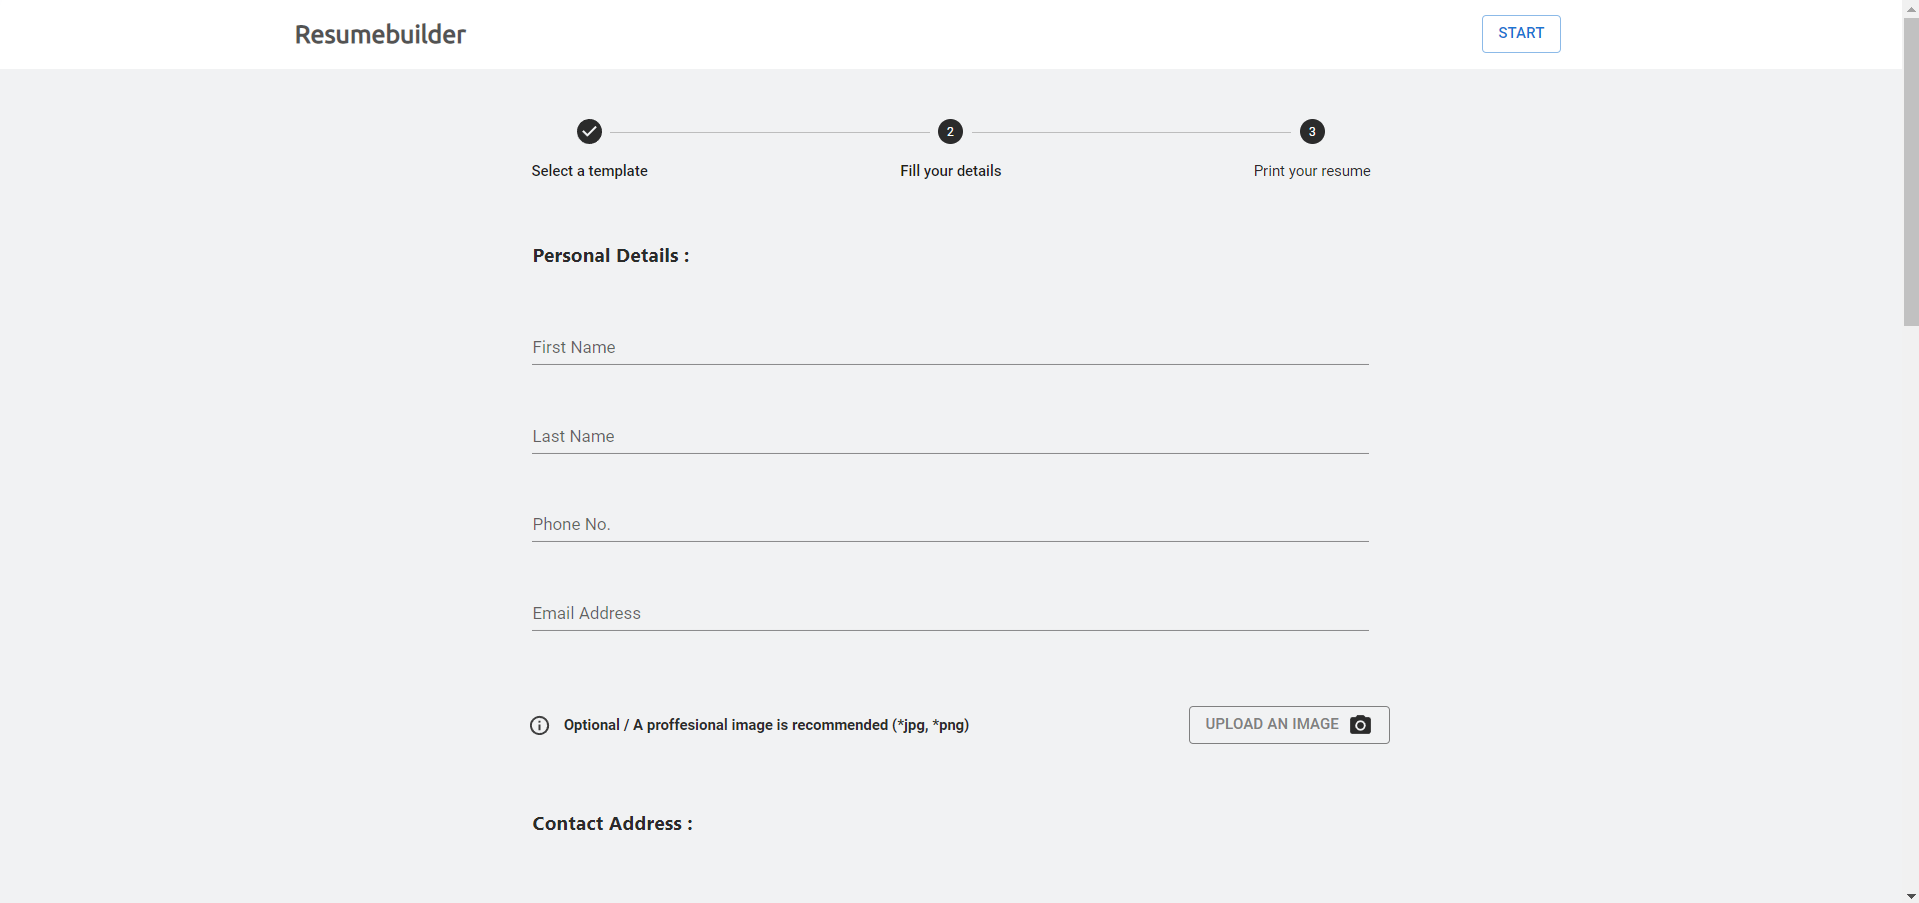 Resumebuilder
START
2
3
Select a template
Fill your details
Print your resume
Personal Details :
First Name
Last Name
Phone No.
Email Address
Optional / A proffesional image is recommended (*jpg, *png)
UPLOAD AN IMAGE
Contact Address :